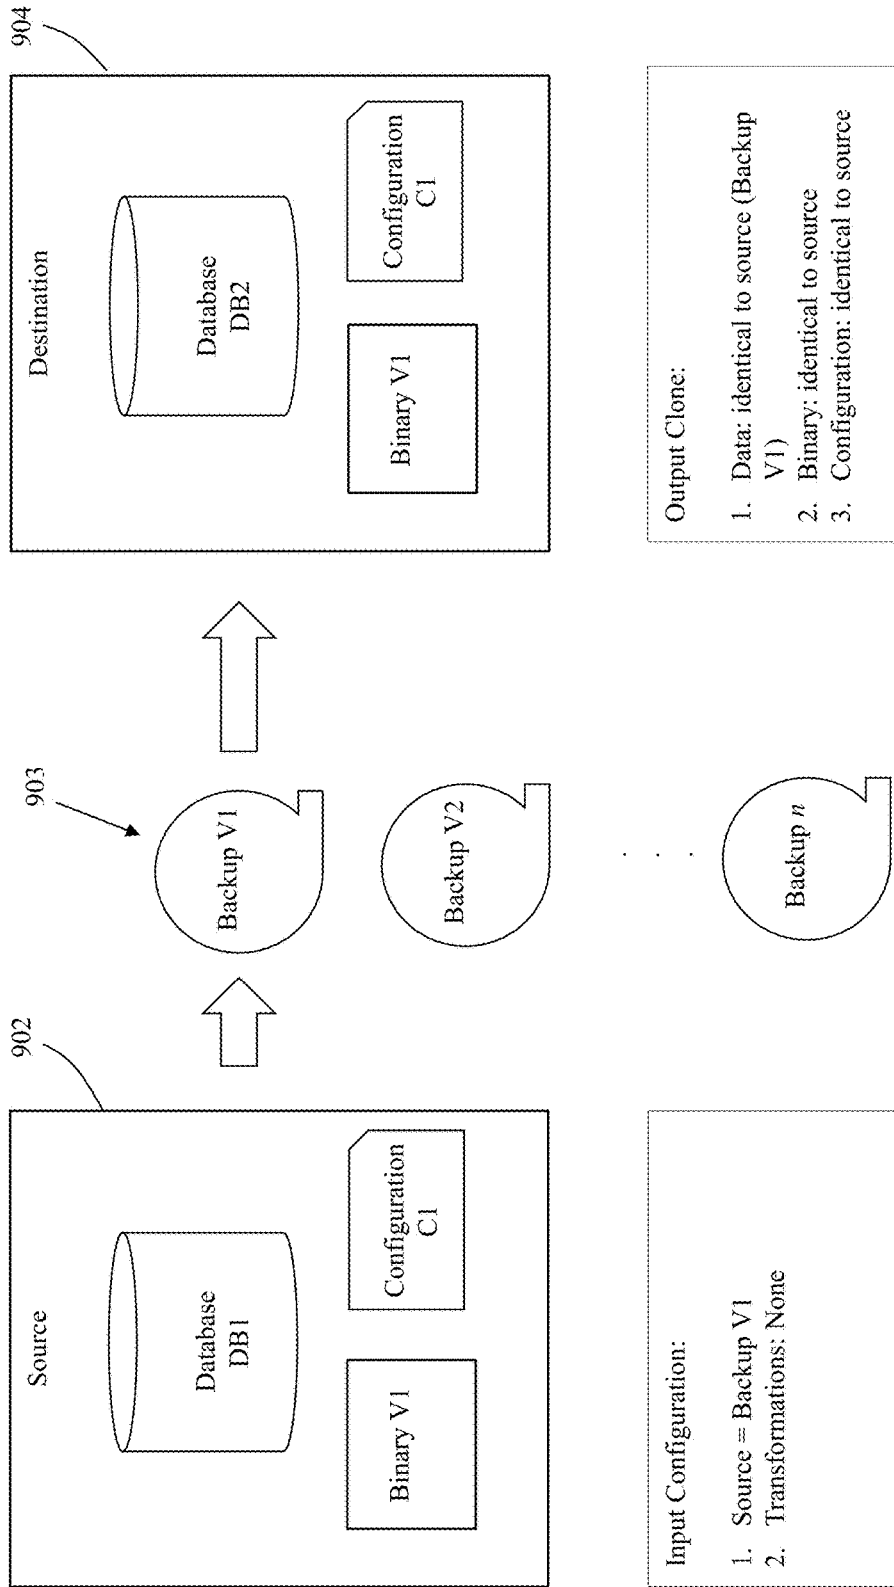 902
Source
Database
DB1
Binary V1
Configuration
C1
903
Backup V1
Backup V2
. . .
Backup n
904
Destination
Database
DB2
Binary V1
Configuration
C1
Input Configuration:
1. Source = Backup V1
2. Transformations: None
Output Clone:
1. Data: identical to source (Backup
V1)
2. Binary: identical to source
3. Configuration: identical to source